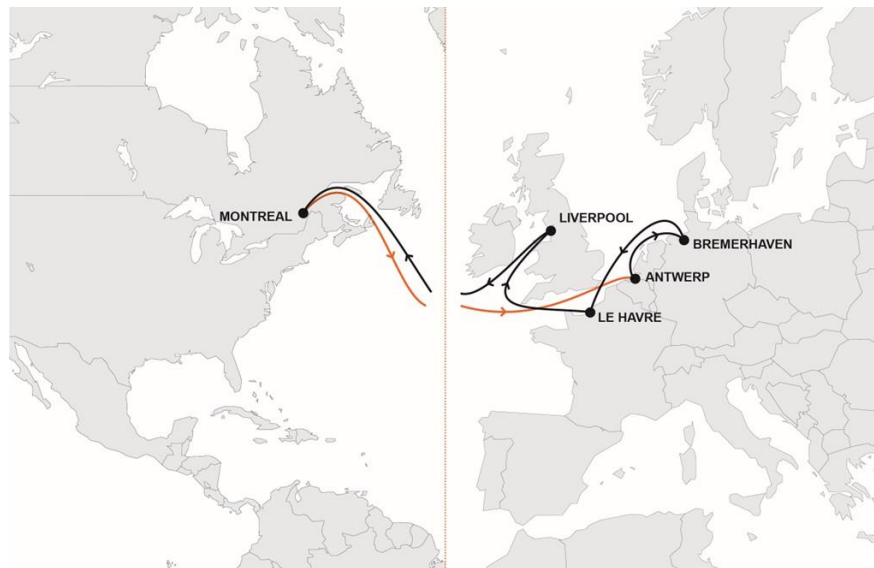 MONTREAL
LIVERPOOL
BREMERHAVEN
ANTWERP
LE HAVRE